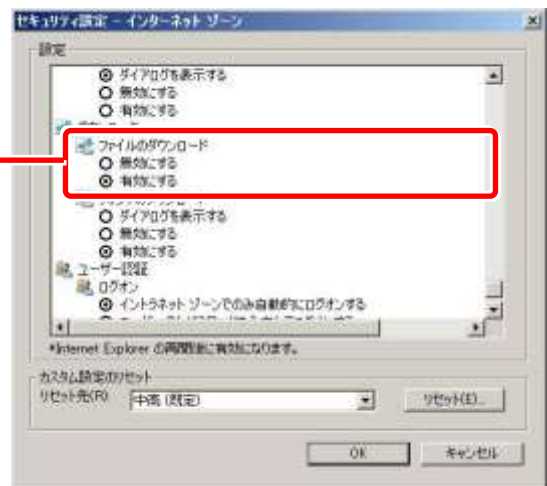 セキュリティ設定 - インターネット ゾーン
設定
ダイアログを表示する
無効にする
有効にする
ファイルのダウンロード
無効にする
有効にする
ダイアログを表示する
無効にする
有効にする
ユーザー認証
ログオン
イントラネット ゾーンでのみ自動的にログオンする
*Internet Explorer の再開後に有効になります。
カスタム設定のリセット
リセット先(R)
中高 (既定)
リセット(E)...
OK
キャンセル